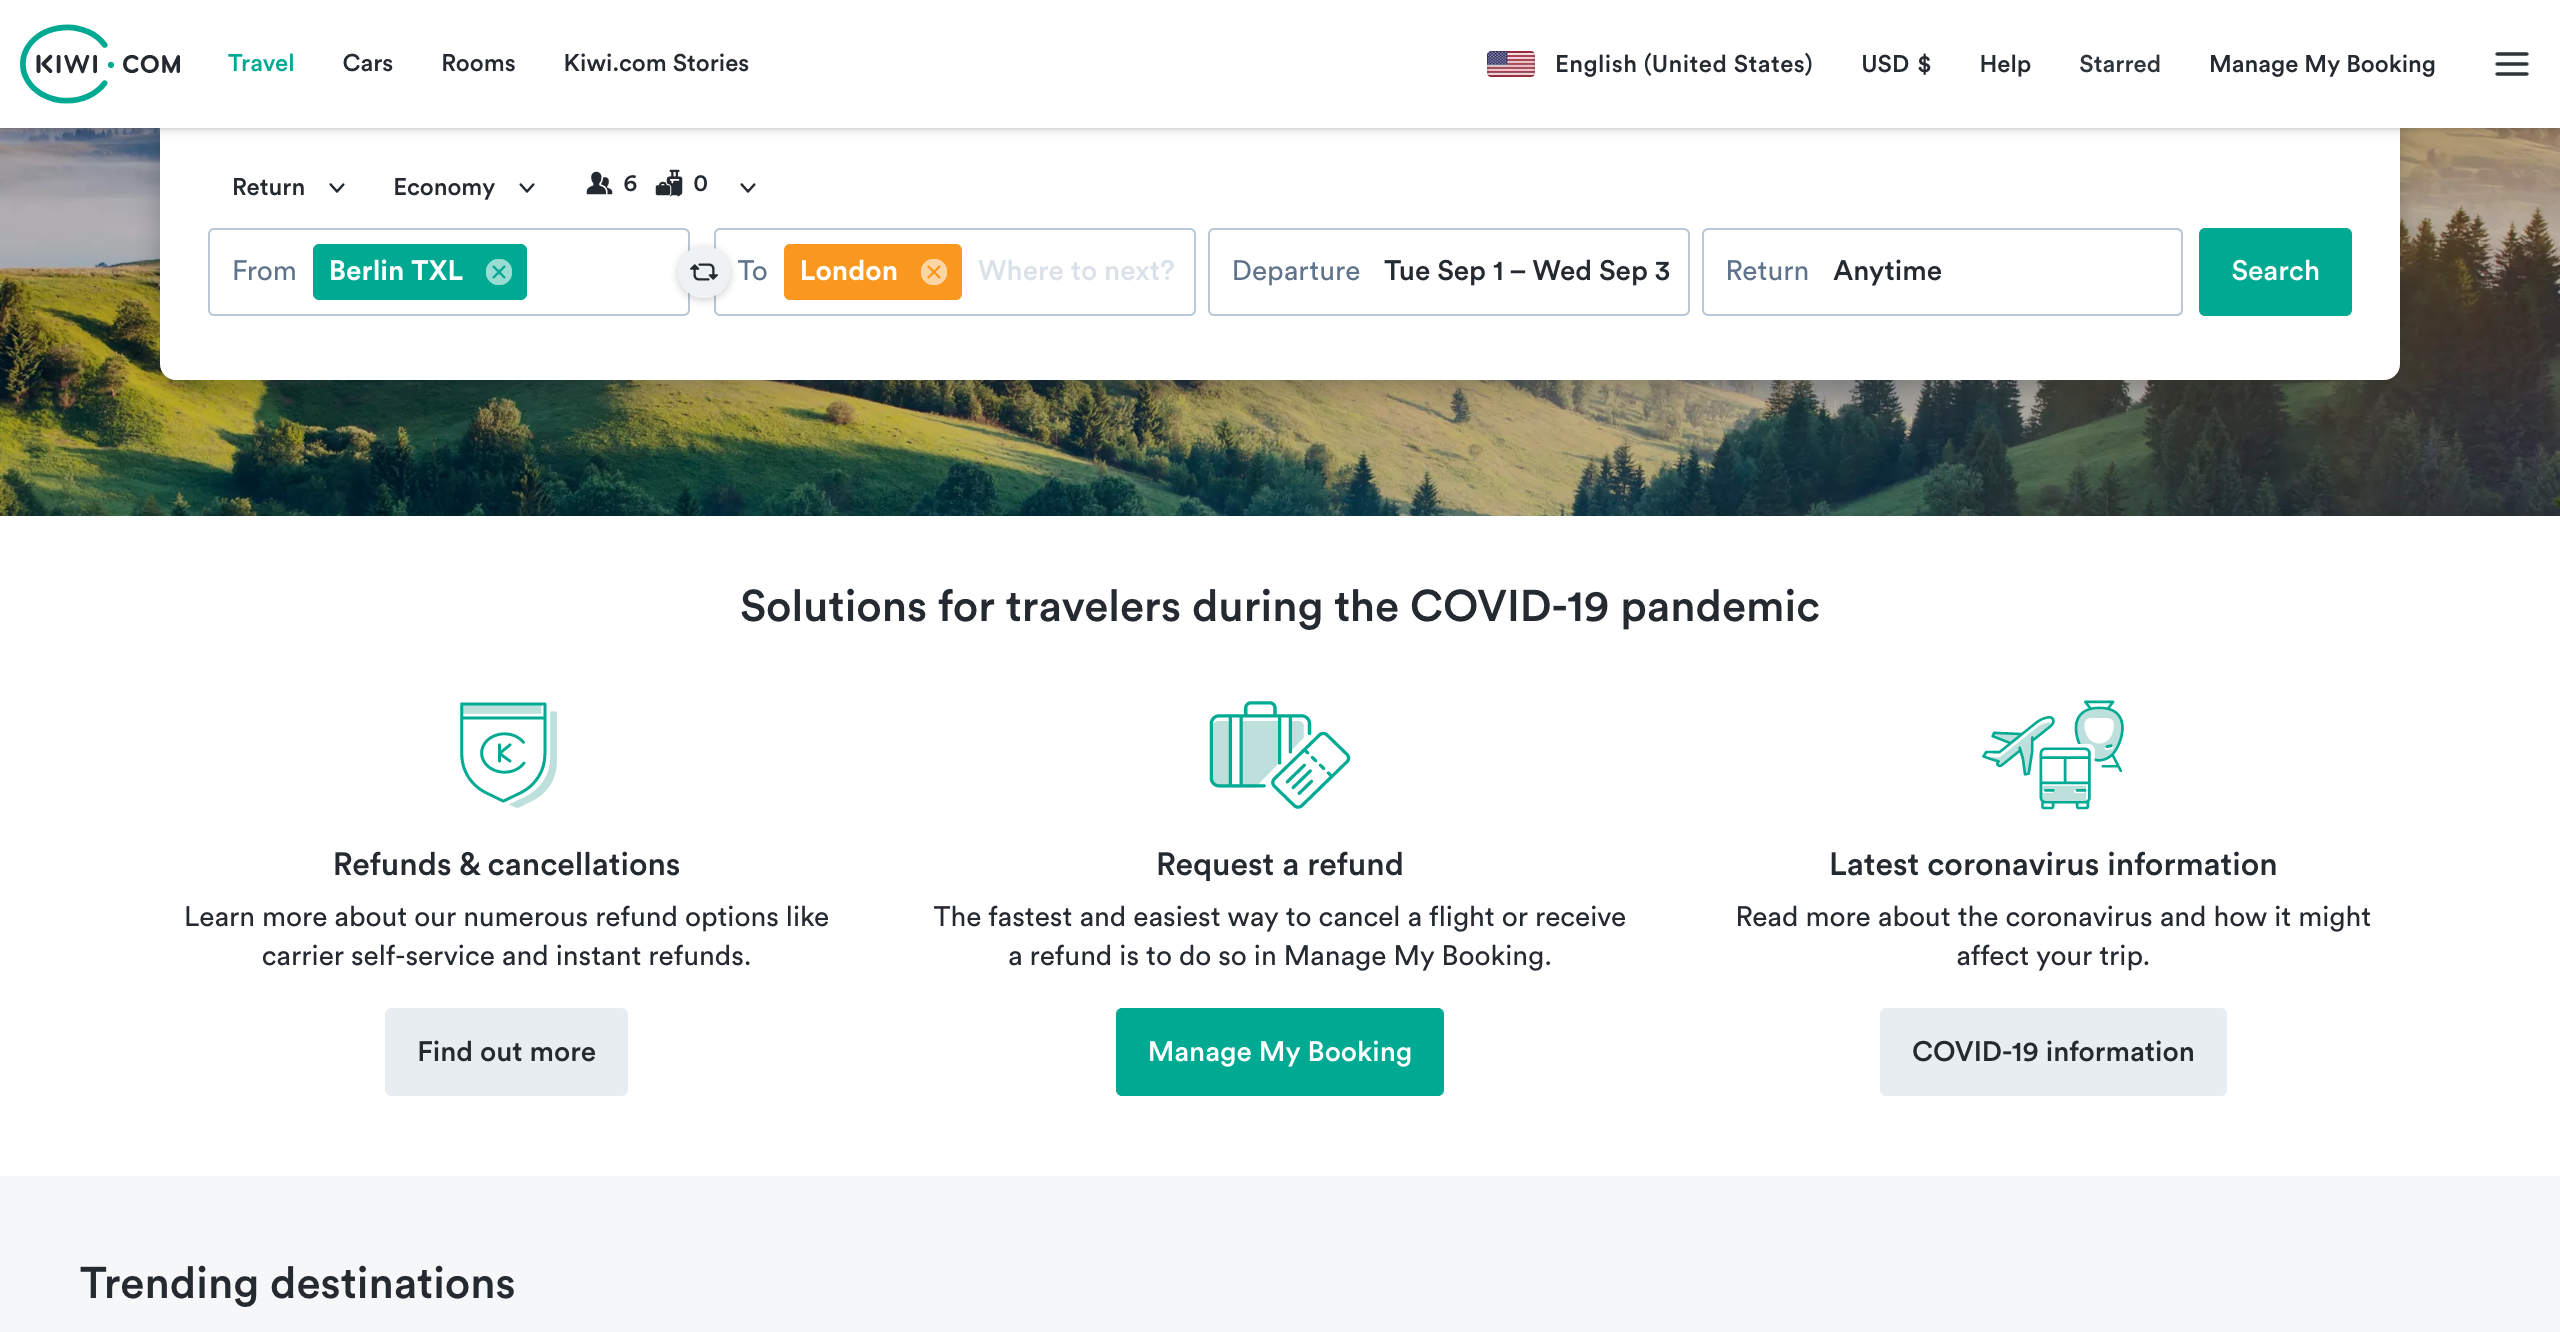 KIWI.COM Travel Cars Rooms Kiwi.com Stories English (United States) USD $ Help Starred Manage My Booking
Return Economy 6 0
From Berlin TXL To London Where to next? Departure Tue Sep 1 – Wed Sep 3 Return Anytime Search
Solutions for travelers during the COVID-19 pandemic
K
Refunds & cancellations
Learn more about our numerous refund options like
carrier self-service and instant refunds.
Find out more
Request a refund
The fastest and easiest way to cancel a flight or receive
a refund is to do so in Manage My Booking.
Manage My Booking
Latest coronavirus information
Read more about the coronavirus and how it might
affect your trip.
COVID-19 information
Trending destinations